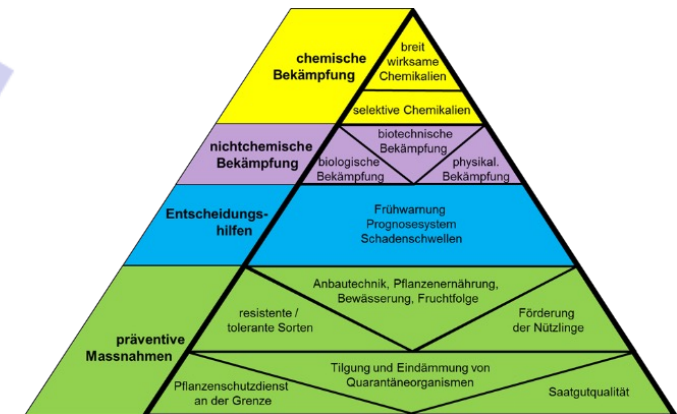 chemische
Bekämpfung
breit
wirksame
Chemikalien
selektive Chemikalien
nichtchemische
Bekämpfung
biotechnische
Bekämpfung
biologische
Bekämpfung
physikal.
Bekämpfung
Entscheidungs-
hilfen
Frühwarnung
Prognosesystem
Schadenschwellen
präventive
Massnahmen
Anbautechnik, Pflanzenernährung,
Bewässerung, Fruchtfolge
resistente /
tolerante Sorten
Förderung
der Nützlinge
Tilgung und Eindämmung von
Quarantäneorganismen
Pflanzenschutzdienst
an der Grenze
Saatgutqualität